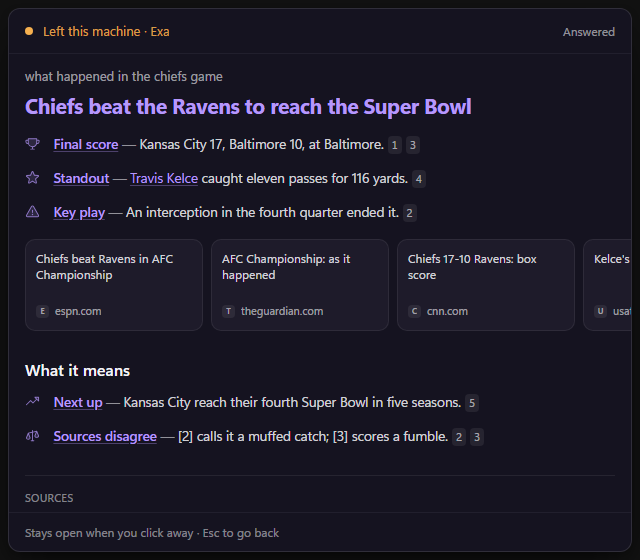 Left this machine · Exa
Answered
what happened in the chiefs game
Chiefs beat the Ravens to reach the Super Bowl
Final score — Kansas City 17, Baltimore 10, at Baltimore. 1 3
Standout — Travis Kelce caught eleven passes for 116 yards. 4
Key play — An interception in the fourth quarter ended it. 2
Chiefs beat Ravens in AFC
Championship
E espn.com
AFC Championship: as it
happened
T theguardian.com
Chiefs 17-10 Ravens: box
score
C cnn.com
Kelce's
U
What it means
Next up — Kansas City reach their fourth Super Bowl in five seasons. 5
Sources disagree — [2] calls it a muffed catch; [3] scores a fumble. 2 3
SOURCES
Stays open when you click away · Esc to go back